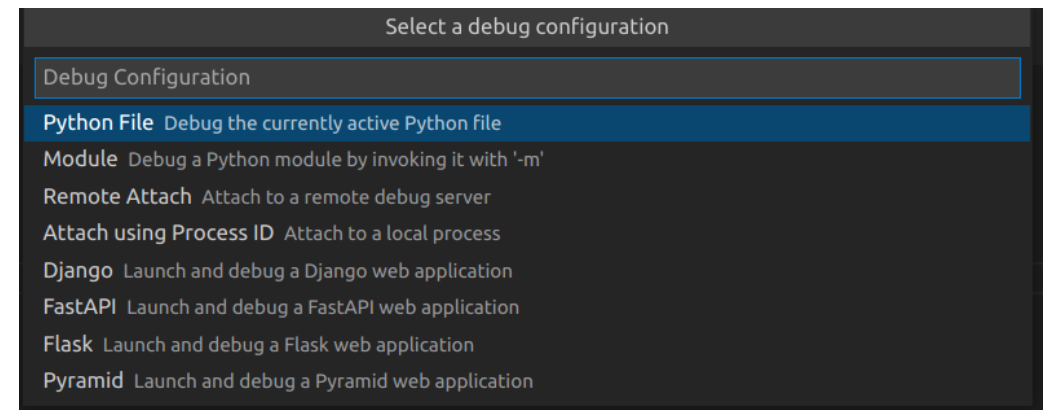 Select a debug configuration
Debug Configuration
Python File Debug the currently active Python file
Module Debug a Python module by invoking it with '-m'
Remote Attach Attach to a remote debug server
Attach using Process ID Attach to a local process
Django Launch and debug a Django web application
FastAPI Launch and debug a FastAPI web application
Flask Launch and debug a Flask web application
Pyramid Launch and debug a Pyramid web application